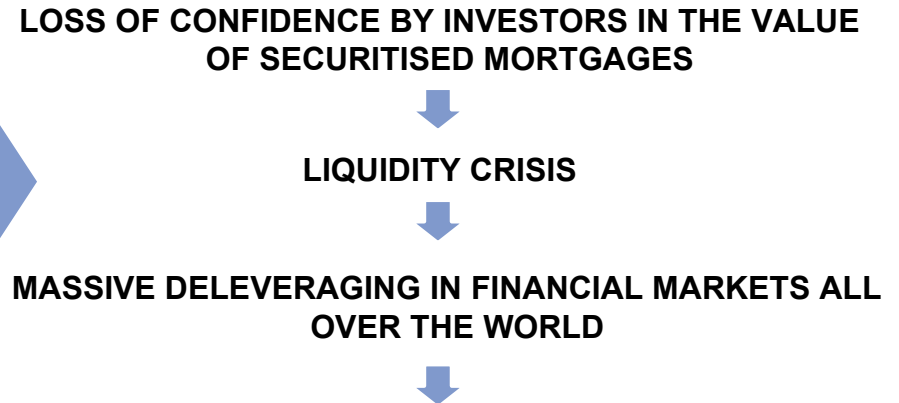 LOSS OF CONFIDENCE BY INVESTORS IN THE VALUE
OF SECURITISED MORTGAGES
LIQUIDITY CRISIS
MASSIVE DELEVERAGING IN FINANCIAL MARKETS ALL
OVER THE WORLD